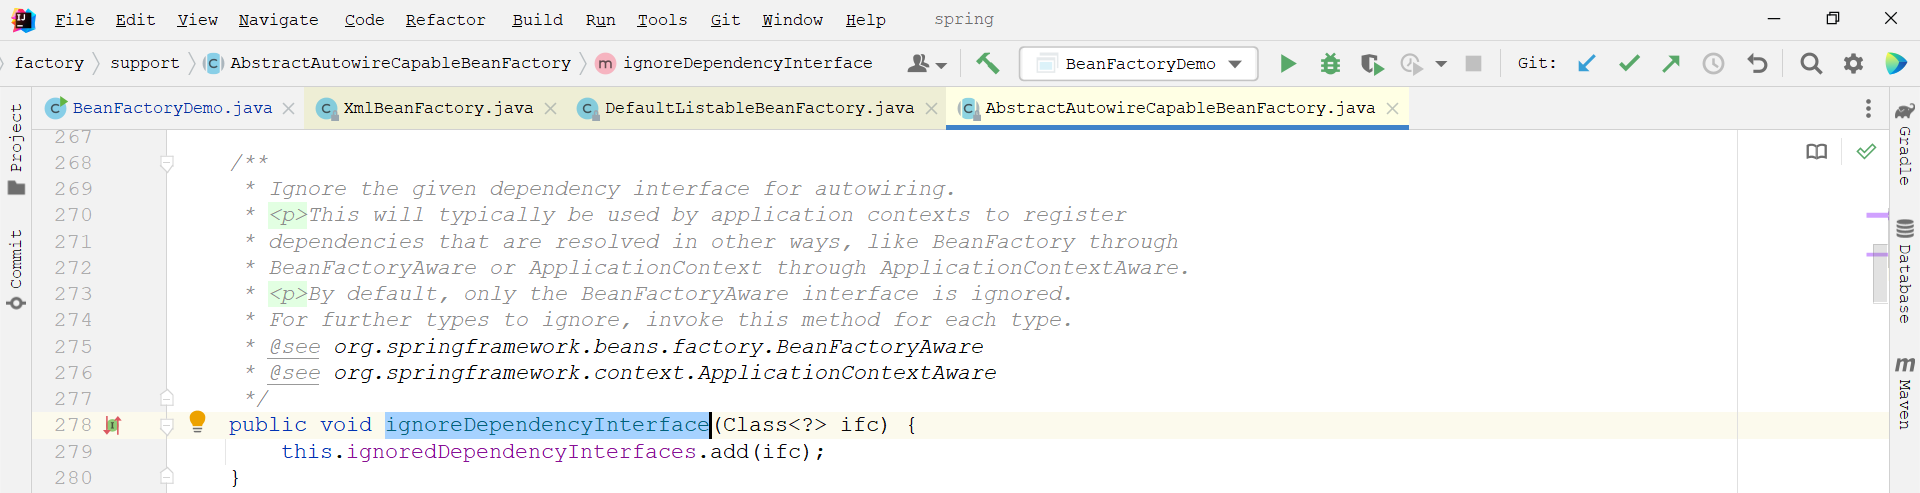 File Edit View Navigate Code Refactor Build Run Tools Git Window Help spring
factory support C AbstractAutowireCapableBeanFactory m ignoreDependencyInterface BeanFactoryDemo Git:
C BeanFactoryDemo.java C XmlBeanFactory.java C DefaultListableBeanFactory.java C AbstractAutowireCapableBeanFactory.java
Project
Commit
267
268 /**
269 * Ignore the given dependency interface for autowiring.
270 * <p>This will typically be used by application contexts to register
271 * dependencies that are resolved in other ways, like BeanFactory through
272 * BeanFactoryAware or ApplicationContext through ApplicationContextAware.
273 * <p>By default, only the BeanFactoryAware interface is ignored.
274 * For further types to ignore, invoke this method for each type.
275 * @see org.springframework.beans.factory.BeanFactoryAware
276 * @see org.springframework.context.ApplicationContextAware
277 */
278 public void ignoreDependencyInterface(Class<?> ifc) {
279 this.ignoredDependencyInterfaces.add(ifc);
280 }
Gradle
Database
m Maven